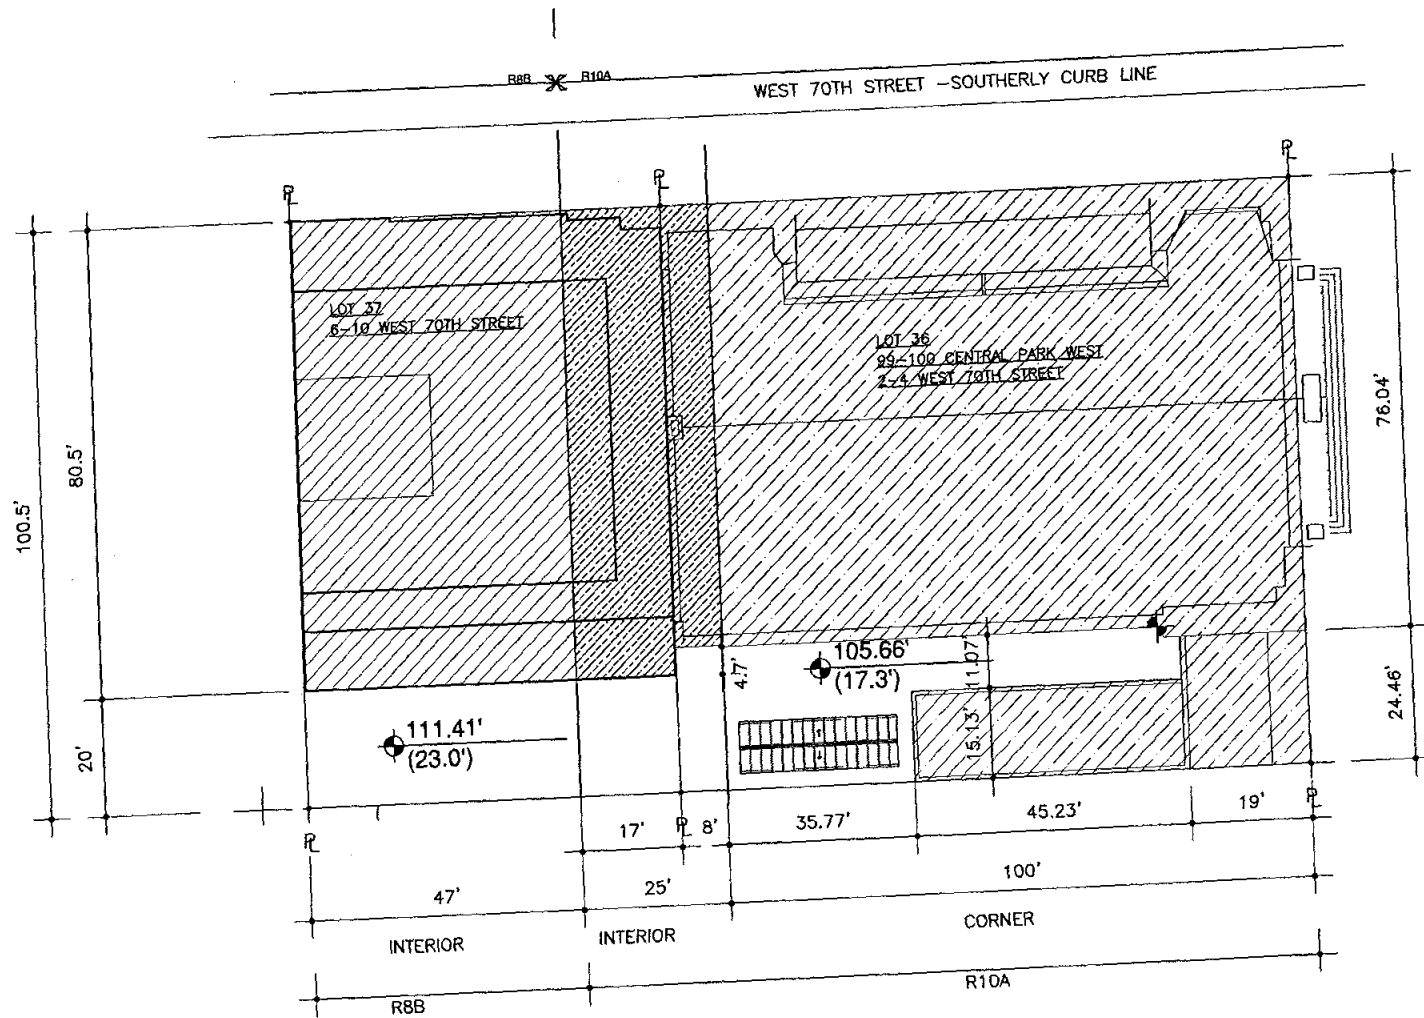 R8B R10A
WEST 70TH STREET -SOUTHERLY CURB LINE
PL
PL
PL
LOT 37
6-10 WEST 70TH STREET
LOT 36
99-100 CENTRAL PARK WEST
2-4 WEST 70TH STREET
100.5'
80.5'
20'
76.04'
24.46'
105.66'
(17.3')
4.7'
11.07'
15.13'
111.41'
(23.0')
PL
PL
PL
17'
8'
35.77'
45.23'
19'
47'
25'
100'
INTERIOR
INTERIOR
CORNER
R8B
R10A